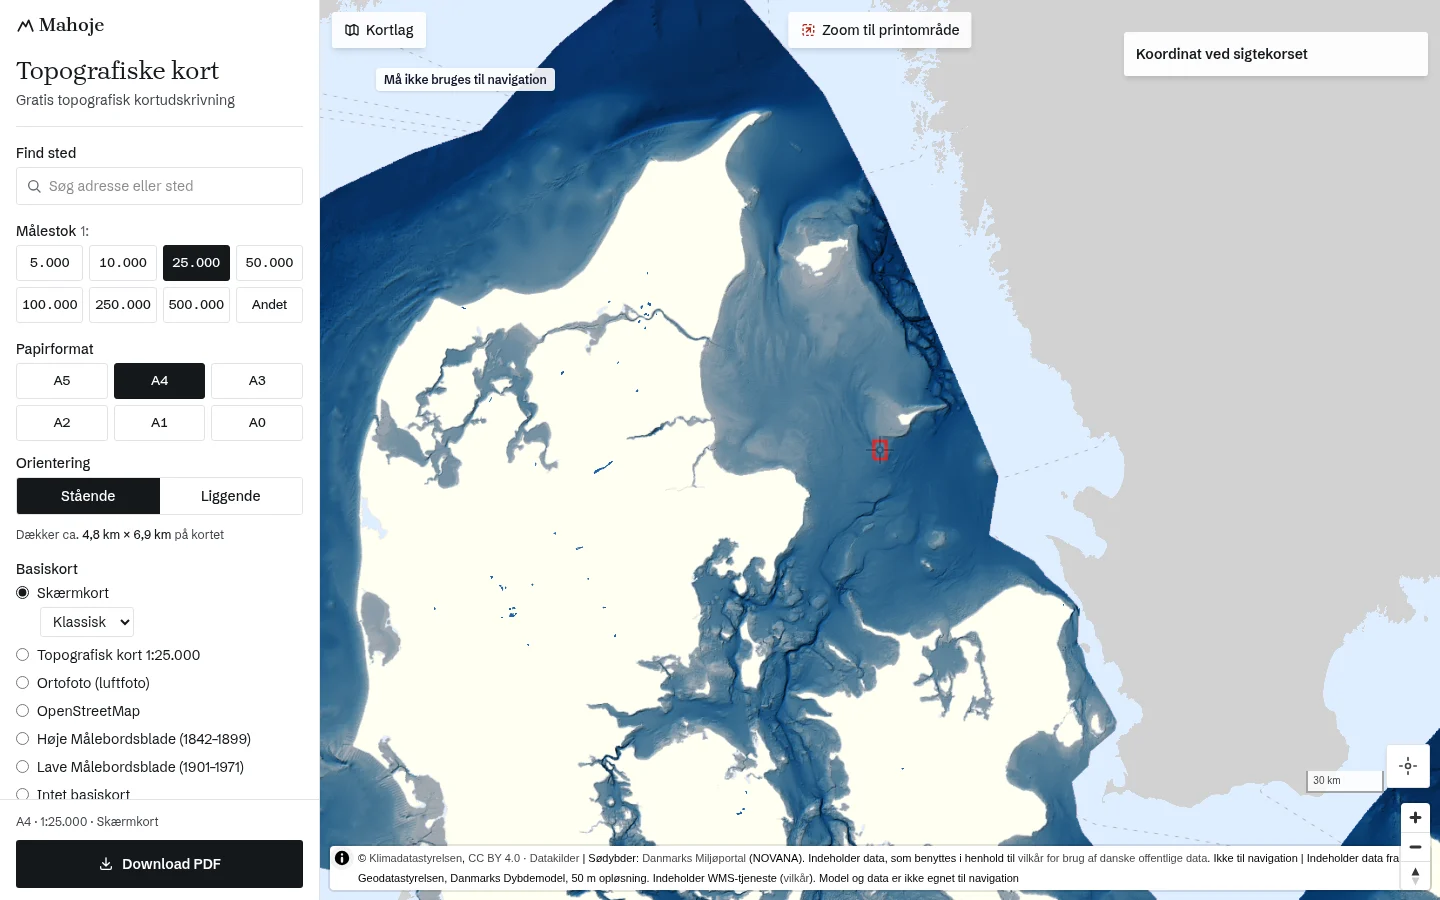 Mahoje
Topografiske kort
Gratis topografisk kortudskrivning
Find sted
Søg adresse eller sted
Målestok 1:
5.000
10.000
25.000
50.000
100.000
250.000
500.000
Andet
Papirformat
A5
A4
A3
A2
A1
A0
Orientering
Stående
Liggende
Dækker ca. 4,8 km × 6,9 km på kortet
Basiskort
Skærmkort
Klassisk
Topografisk kort 1:25.000
Ortofoto (luftfoto)
OpenStreetMap
Høje Målebordsblade (1842-1899)
Lave Målebordsblade (1901-1971)
Intet basiskort
A4 · 1:25.000 · Skærmkort
Download PDF
Kortlag
Zoom til printområde
Må ikke bruges til navigation
Koordinat ved sigtekorset
30 km
© Klimadatastyrelsen, CC BY 4.0 · Datakilder | Sødybder: Danmarks Miljøportal (NOVANA). Indeholder data, som benyttes i henhold til vilkår for brug af danske offentlige data. Ikke til navigation | Indeholder data fra
Geodatastyrelsen, Danmarks Dybdemodel, 50 m opløsning. Indeholder WMS-tjeneste (vilkår). Model og data er ikke egnet til navigation